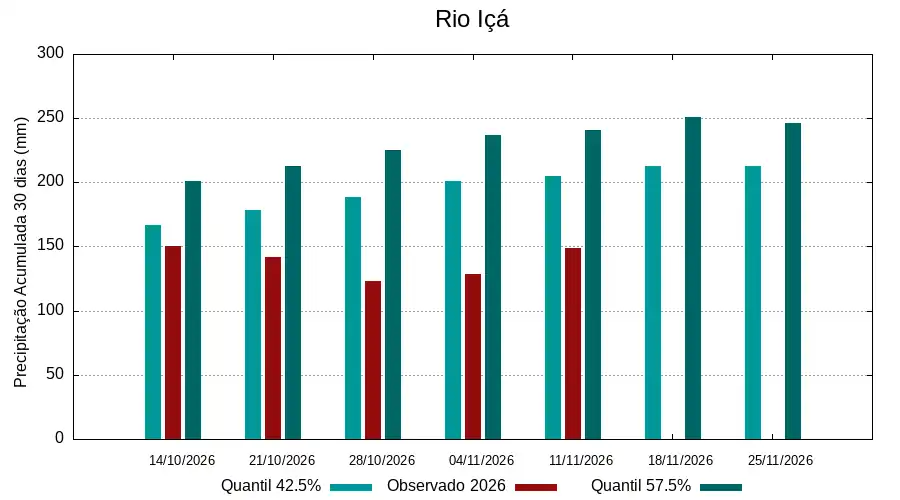 Rio Içá
Precipitação Acumulada 30 dias (mm)
300
250
200
150
100
50
0
14/10/2026 21/10/2026 28/10/2026 04/11/2026 11/11/2026 18/11/2026 25/11/2026
Quantil 42.5% Observado 2026 Quantil 57.5%